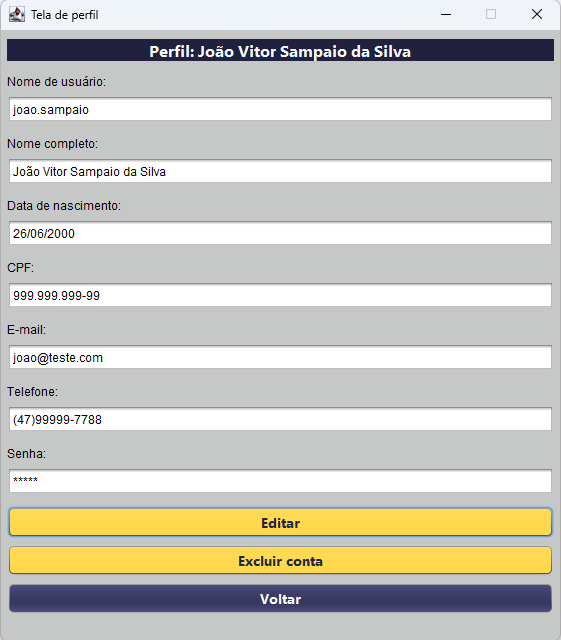 Tela de perfil
Perfil: João Vitor Sampaio da Silva
Nome de usuário:
joao.sampaio
Nome completo:
João Vitor Sampaio da Silva
Data de nascimento:
26/06/2000
CPF:
999.999.999-99
E-mail:
joao@teste.com
Telefone:
(47)99999-7788
Senha:
*****
Editar
Excluir conta
Voltar